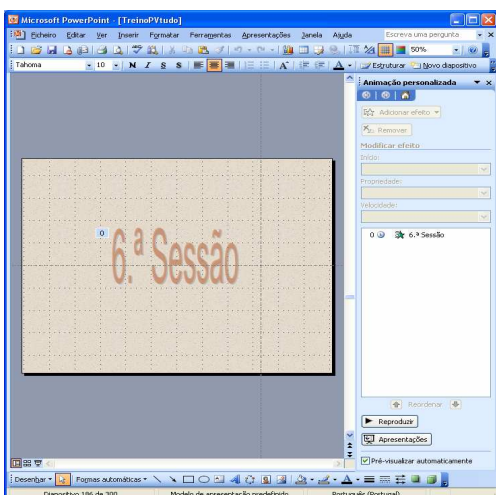 Microsoft PowerPoint - [TreinoPVtudo]
Ficheiro Editar Ver Inserir Formatar Ferramentas Apresentações Janela Ajuda Escreva uma pergunta
50%
Tahoma 10 N I S S Estruturar Novo diapositivo
Animação personalizada
Adicionar efeito
Remover
Modificar efeito
Início:
Propriedade:
Velocidade:
0 6.ª Sessão
0
6.ª Sessão
Reordenar
Reproduzir
Apresentações
Pré-visualizar automaticamente
Desenhar Formas automáticas
Diapositivo 186 de 300 Modelo de apresentação predefinido Português (Portugal)